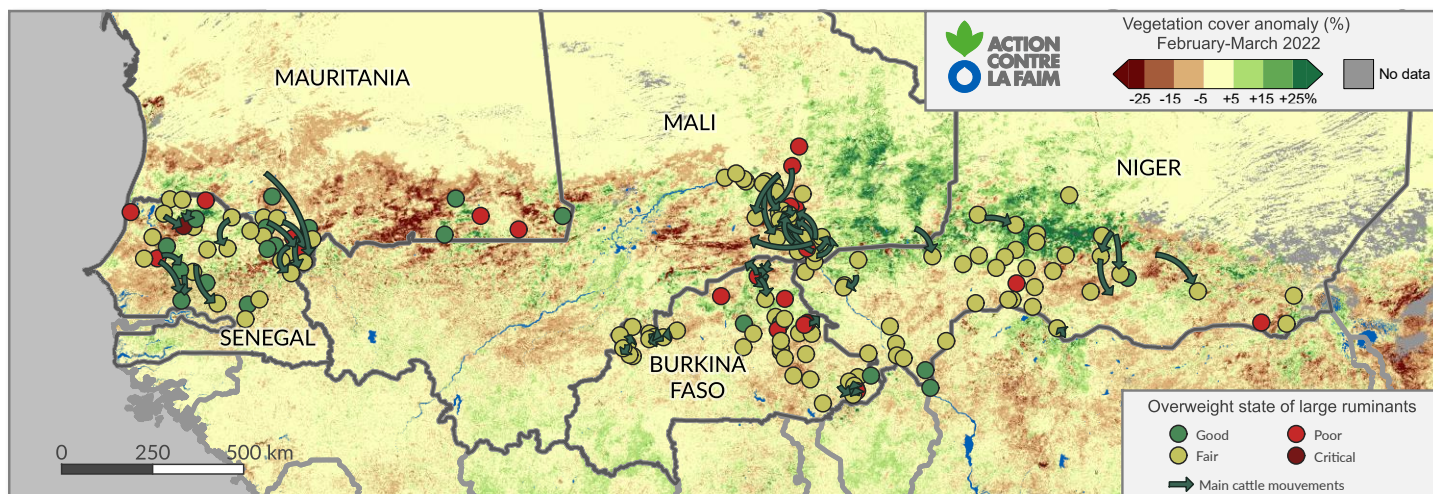 MAURITANIA
MALI
NIGER
SENEGAL
BURKINA
FASO
0 250 500 km
ACTION
CONTRE
LA FAIM
Vegetation cover anomaly (%)
February-March 2022
-25 -15 -5 +5 +15 +25%
No data
Overweight state of large ruminants
Good
Poor
Fair
Critical
Main cattle mouvements